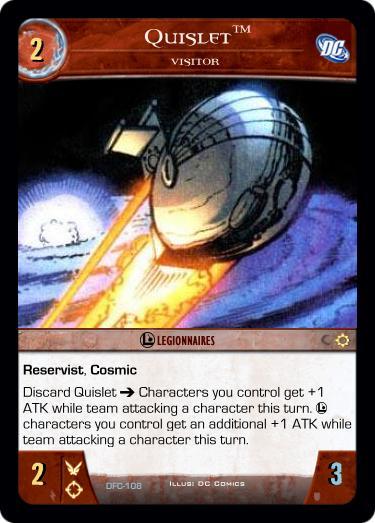 2
QUISLET™
VISITOR
DC
LEGIONNAIRES
Reservist, Cosmic
Discard Quislet ➔ Characters you control get +1
ATK while team attacking a character this turn. L
characters you control get an additional +1 ATK while
team attacking a character this turn.
2
DFC-108
ILLUS: DC COMICS
3